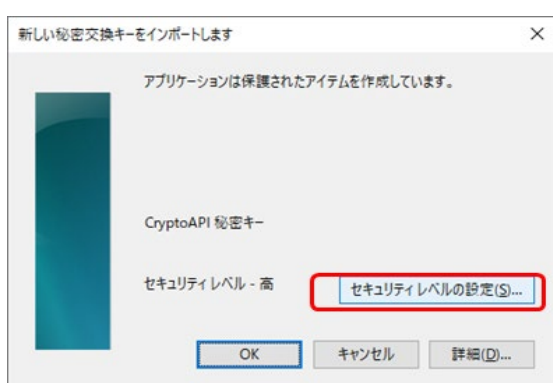 新しい秘密交換キーをインポートします
アプリケーションは保護されたアイテムを作成しています。
CryptoAPI 秘密キー
セキュリティ レベル - 高
セキュリティ レベルの設定(S)...
OK
キャンセル
詳細(D)...